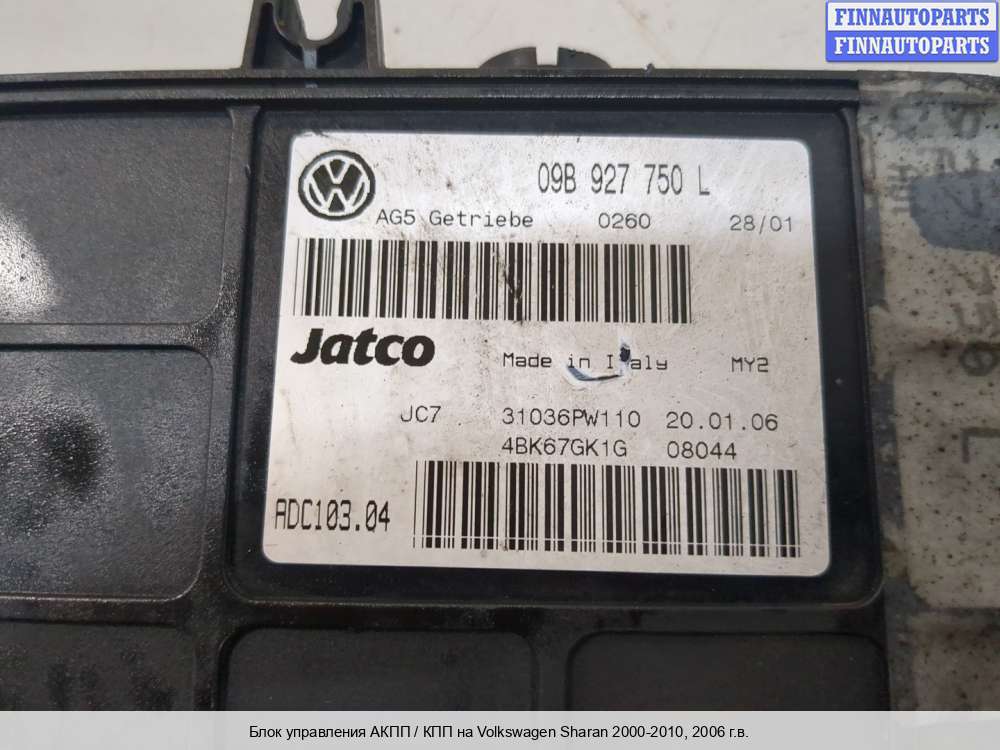 FINNAUTOPARTS
FINNAUTOPARTS
09B 927 750 L
AG5 Getriebe 0260 28/01
Jatco
Made in Italy MY2
JC7 31036PW110 20.01.06
4BK67GK1G 08044
ADC103.04
Блок управления АКПП / КПП на Volkswagen Sharan 2000-2010, 2006 г.в.